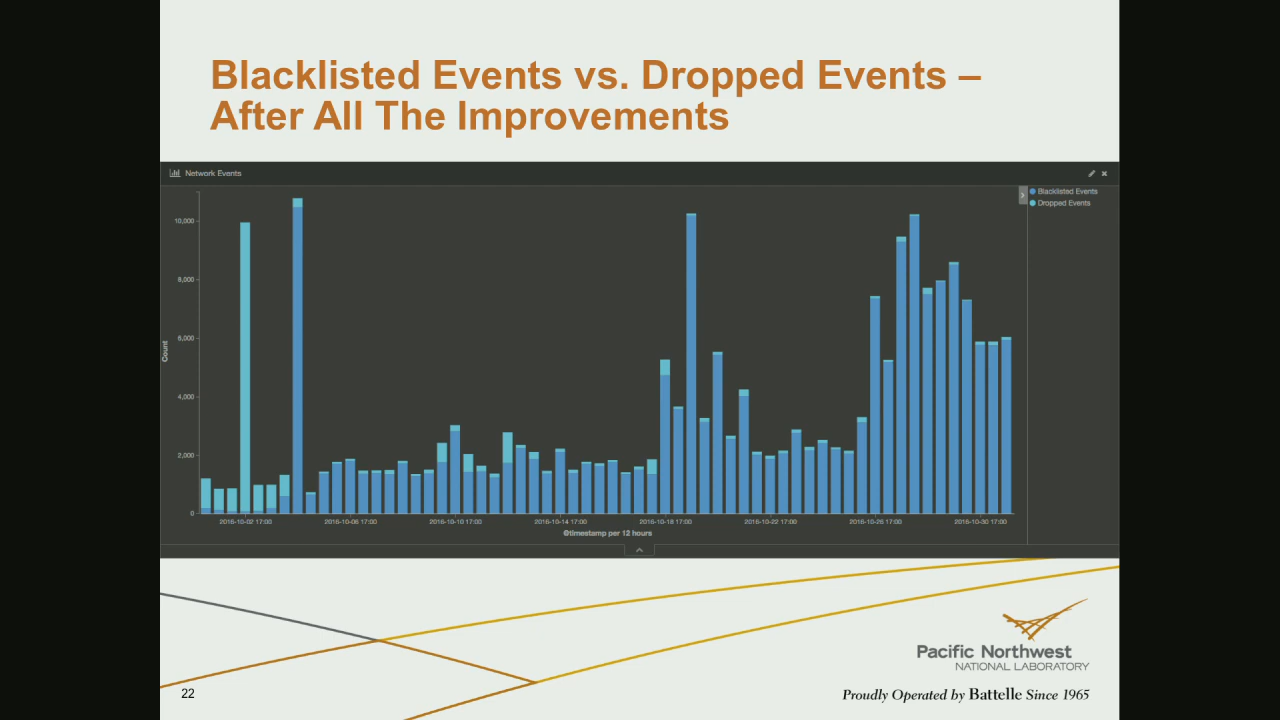 Blacklisted Events vs. Dropped Events –
After All The Improvements
Network Events
Blacklisted Events
Dropped Events
10,000
8,000
6,000
4,000
2,000
0
Count
2016-10-02 17:00
2016-10-06 17:00
2016-10-10 17:00
2016-10-14 17:00
2016-10-18 17:00
2016-10-22 17:00
2016-10-26 17:00
2016-10-30 17:00
@timestamp per 12 hours
Pacific Northwest
NATIONAL LABORATORY
22
Proudly Operated by Battelle Since 1965